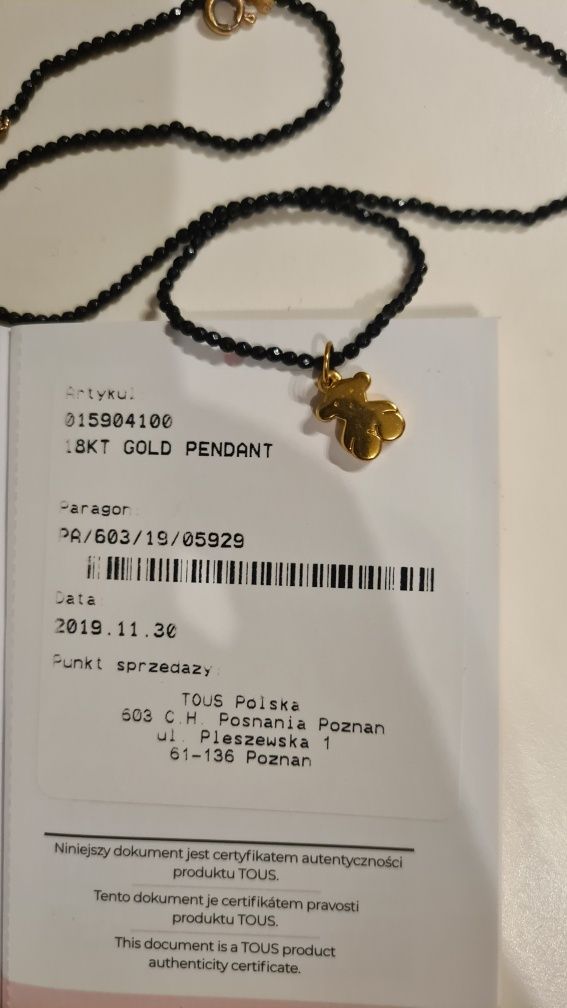 Artykuł
015904100
18KT GOLD PENDANT
Paragon:
PA/603/19/05929
Data:
2019.11.30
Punkt sprzedazy:
TOUS Polska
603 C.H. Posnania Poznan
ul. Pleszewska 1
61-136 Poznan
Niniejszy dokument jest certyfikatem autentyczności
produktu TOUS.
Tento dokument je certifikátem pravosti
produktu TOUS.
This document is a TOUS product
authenticity certificate.